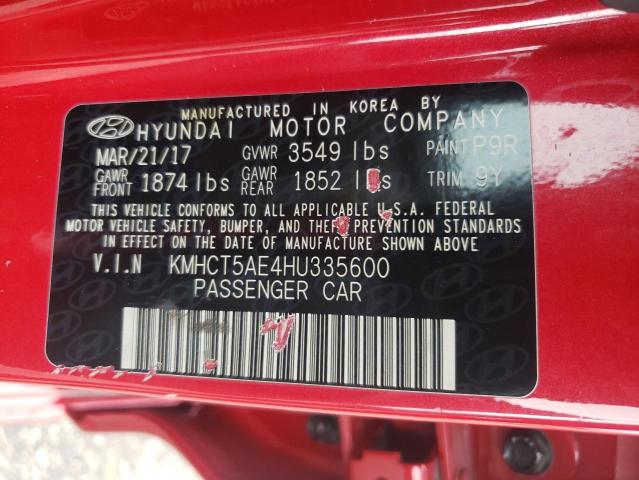 MANUFACTURED IN KOREA BY
HYUNDAI MOTOR COMPANY
MAR/21/17 GVWR 3549 lbs PAINT P9R
GAWR FRONT 1874 lbs GAWR REAR 1852 lbs TRIM 9Y
THIS VEHICLE CONFORMS TO ALL APPLICABLE U.S.A. FEDERAL
MOTOR VEHICLE SAFETY, BUMPER, AND THEFT PREVENTION STANDARDS
IN EFFECT ON THE DATE OF MANUFACTURE SHOWN ABOVE
V.I.N KMHCT5AE4HU335600
PASSENGER CAR